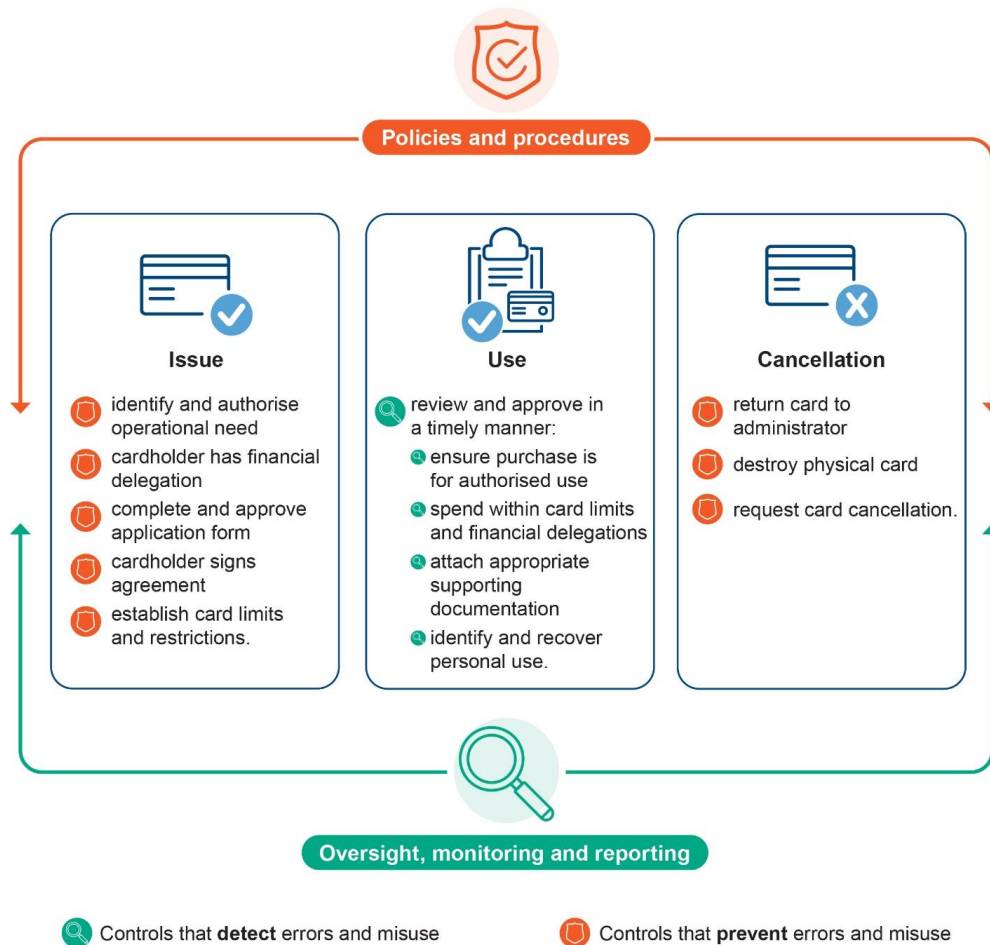 Policies and procedures
Issue
identify and authorise
operational need
cardholder has financial
delegation
complete and approve
application form
cardholder signs
agreement
establish card limits
and restrictions.
Use
review and approve in
a timely manner:
ensure purchase is
for authorised use
spend within card limits
and financial delegations
attach appropriate
supporting
documentation
identify and recover
personal use.
Cancellation
return card to
administrator
destroy physical card
request card cancellation.
Oversight, monitoring and reporting
Controls that detect errors and misuse
Controls that prevent errors and misuse